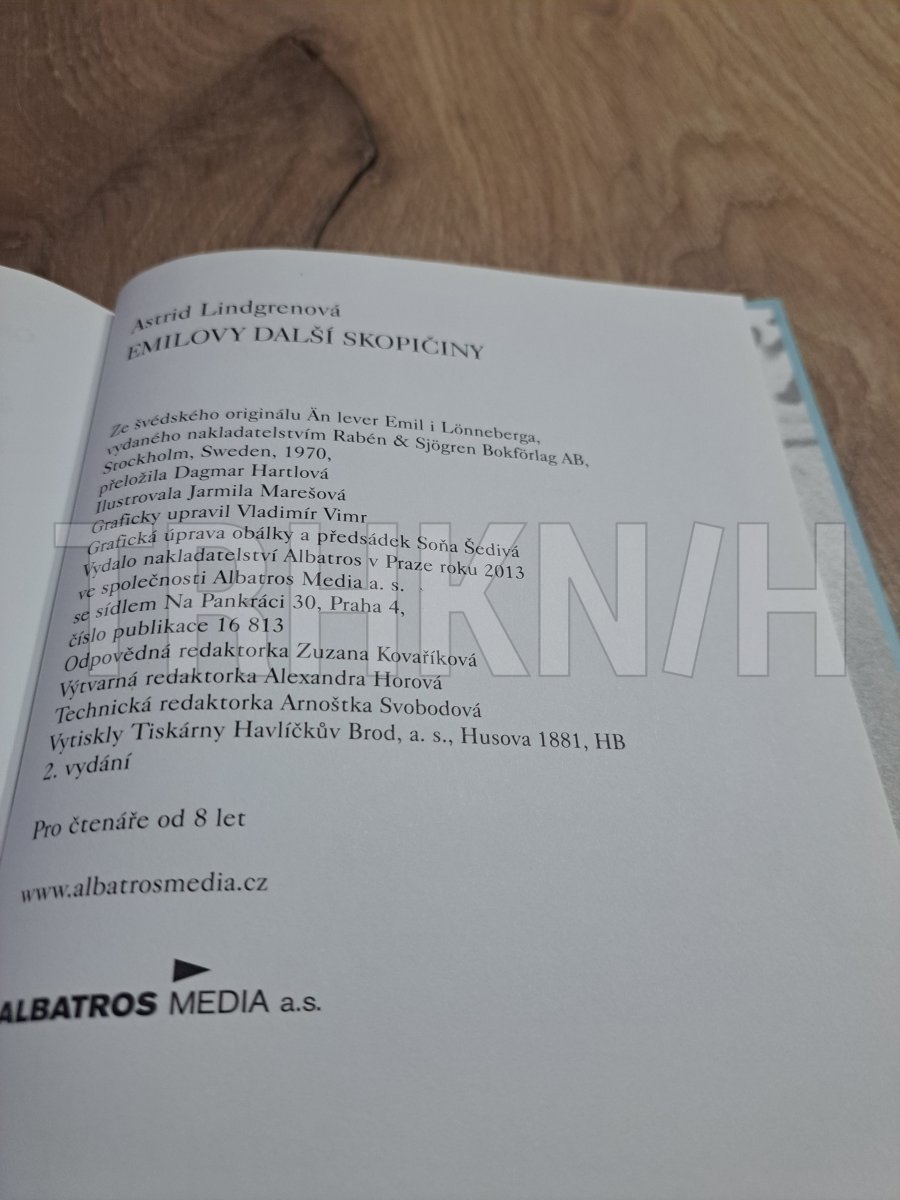 Astrid Lindgrenová
EMILOVY DALŠÍ SKOPIČINY
Ze švédského originálu Än lever Emil i Lönneberga,
vydaného nakladatelstvím Rabén & Sjögren Bokförlag AB,
Stockholm, Sweden, 1970,
přeložila Dagmar Hartlová
Ilustrovala Jarmila Marešová
Graficky upravil Vladimír Vimr
Grafická úprava obálky a předsádek Soňa Šedivá
Vydalo nakladatelství Albatros v Praze roku 2013
ve společnosti Albatros Media a. s.
se sídlem Na Pankráci 30, Praha 4,
číslo publikace 16 813
Odpovědná redaktorka Zuzana Kovaříková
Výtvarná redaktorka Alexandra Horová
Technická redaktorka Arnoštka Svobodová
Vytiskly Tiskárny Havlíčkův Brod, a. s., Husova 1881, HB
2. vydání
Pro čtenáře od 8 let
www.albatrosmedia.cz
ALBATROS MEDIA a.s.
TRHKNIH